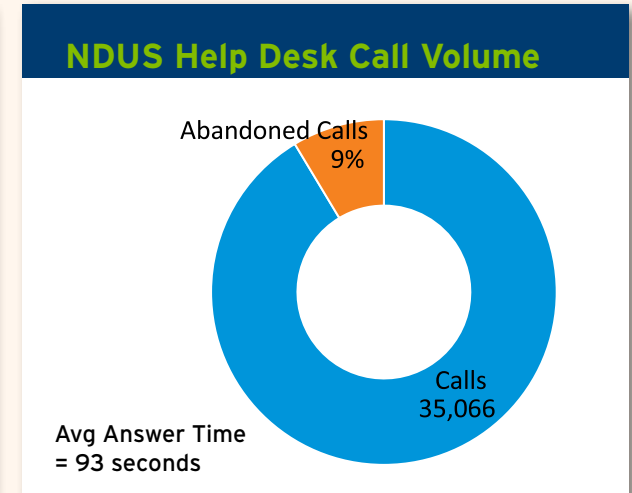 NDUS Help Desk Call Volume
Abandoned Calls
9%
Calls
35,066
Avg Answer Time
= 93 seconds